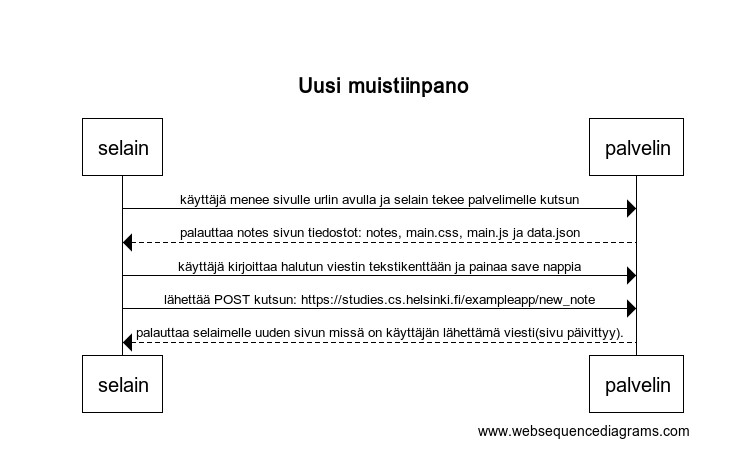 Uusi muistiinpano
selain
palvelin
käyttäjä menee sivulle urlin avulla ja selain tekee palvelimelle kutsun
palauttaa notes sivun tiedostot: notes, main.css, main.js ja data.json
käyttäjä kirjoittaa halutun viestin tekstikenttään ja painaa save nappia
lähettää POST kutsun: https://studies.cs.helsinki.fi/exampleapp/new_note
palauttaa selaimelle uuden sivun missä on käyttäjän lähettämä viesti(sivu päivittyy).
selain
palvelin
www.websequencediagrams.com